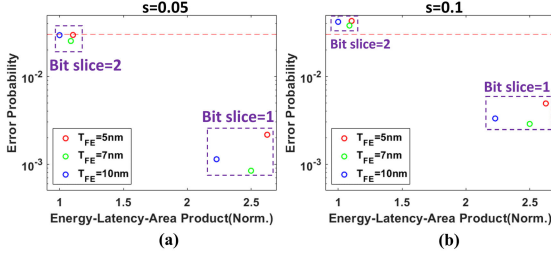 s=0.05
Error Probability
10^-2
10^-3
Bit slice=2
Bit slice=1
T_FE=5nm
T_FE=7nm
T_FE=10nm
1
1.5
2
2.5
Energy-Latency-Area Product(Norm.)
(a)
s=0.1
Error Probability
10^-2
10^-3
Bit slice=2
Bit slice=1
T_FE=5nm
T_FE=7nm
T_FE=10nm
1
1.5
2
2.5
Energy-Latency-Area Product(Norm.)
(b)